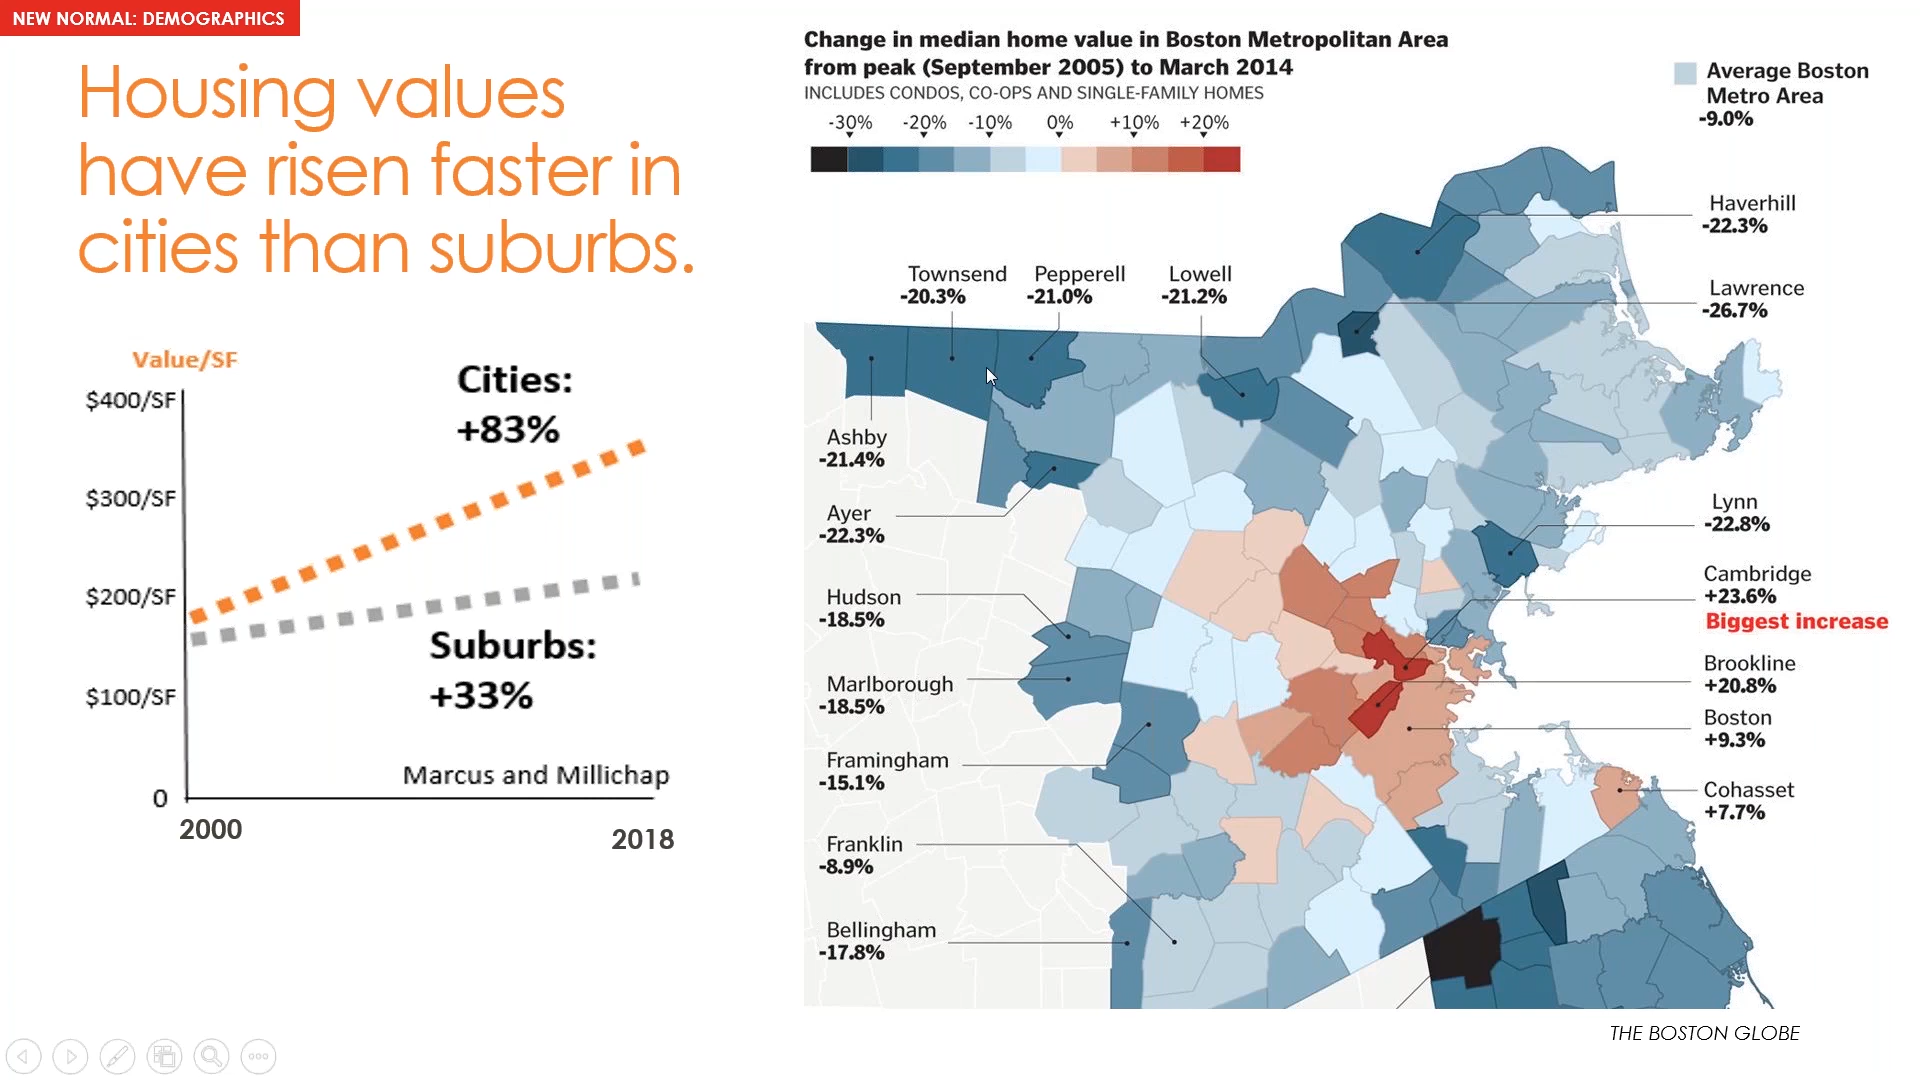 NEW NORMAL: DEMOGRAPHICS
Housing values
have risen faster in
cities than suburbs.
Value/SF
$400/SF
$300/SF
$200/SF
$100/SF
0
2000
2018
Cities:
+83%
Suburbs:
+33%
Marcus and Millichap
Change in median home value in Boston Metropolitan Area
from peak (September 2005) to March 2014
INCLUDES CONDOS, CO-OPS AND SINGLE-FAMILY HOMES
-30% -20% -10% 0% +10% +20%
Average Boston
Metro Area
-9.0%
Townsend
-20.3%
Pepperell
-21.0%
Lowell
-21.2%
Haverhill
-22.3%
Lawrence
-26.7%
Ashby
-21.4%
Ayer
-22.3%
Lynn
-22.8%
Cambridge
+23.6%
Biggest increase
Hudson
-18.5%
Brookline
+20.8%
Marlborough
-18.5%
Boston
+9.3%
Framingham
-15.1%
Cohasset
+7.7%
Franklin
-8.9%
Bellingham
-17.8%
THE BOSTON GLOBE